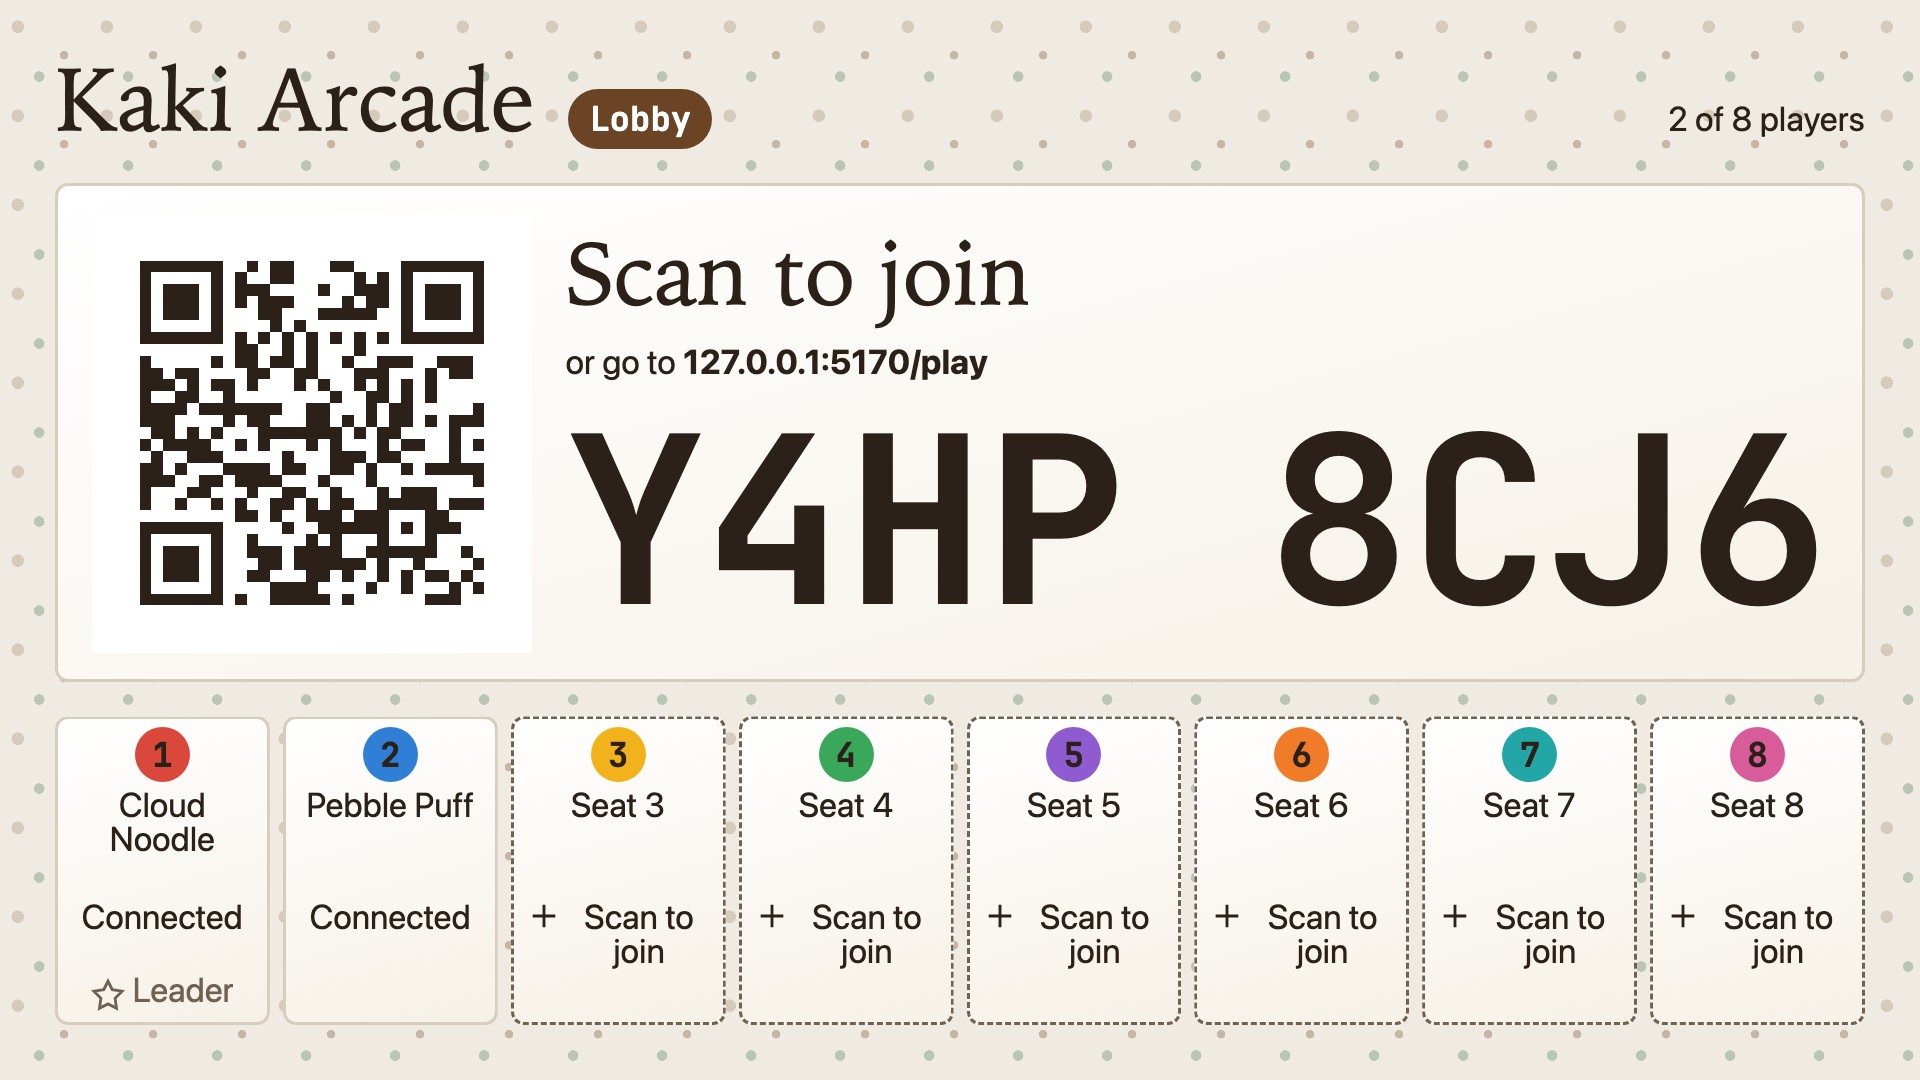 Kaki Arcade
Lobby
2 of 8 players
Scan to join
or go to 127.0.0.1:5170/play
Y4HP 8CJ6
1
Cloud
Noodle
Connected
Leader
2
Pebble Puff
Connected
3
Seat 3
+ Scan to
join
4
Seat 4
+ Scan to
join
5
Seat 5
+ Scan to
join
6
Seat 6
+ Scan to
join
7
Seat 7
+ Scan to
join
8
Seat 8
+ Scan to
join